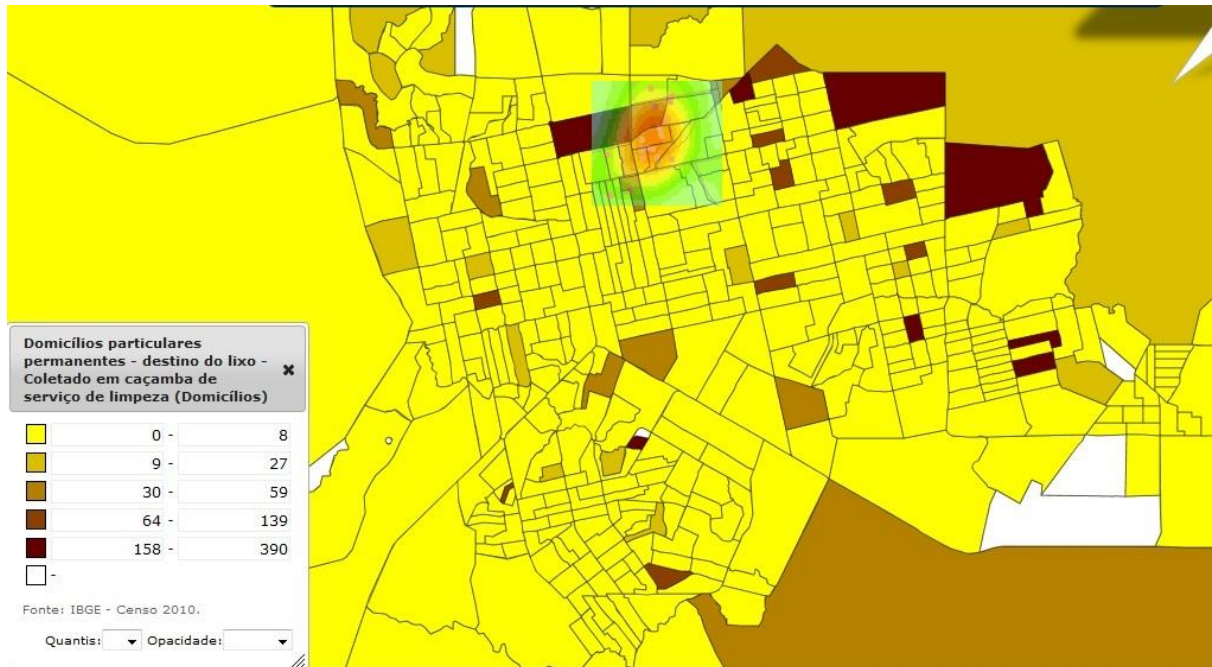 Domicílios particulares
permanentes - destino do lixo -
Coletado em caçamba de
serviço de limpeza (Domicílios)
0 - 8
9 - 27
30 - 59
64 - 139
158 - 390
-
Fonte: IBGE - Censo 2010.
Quantis: Opacidade: